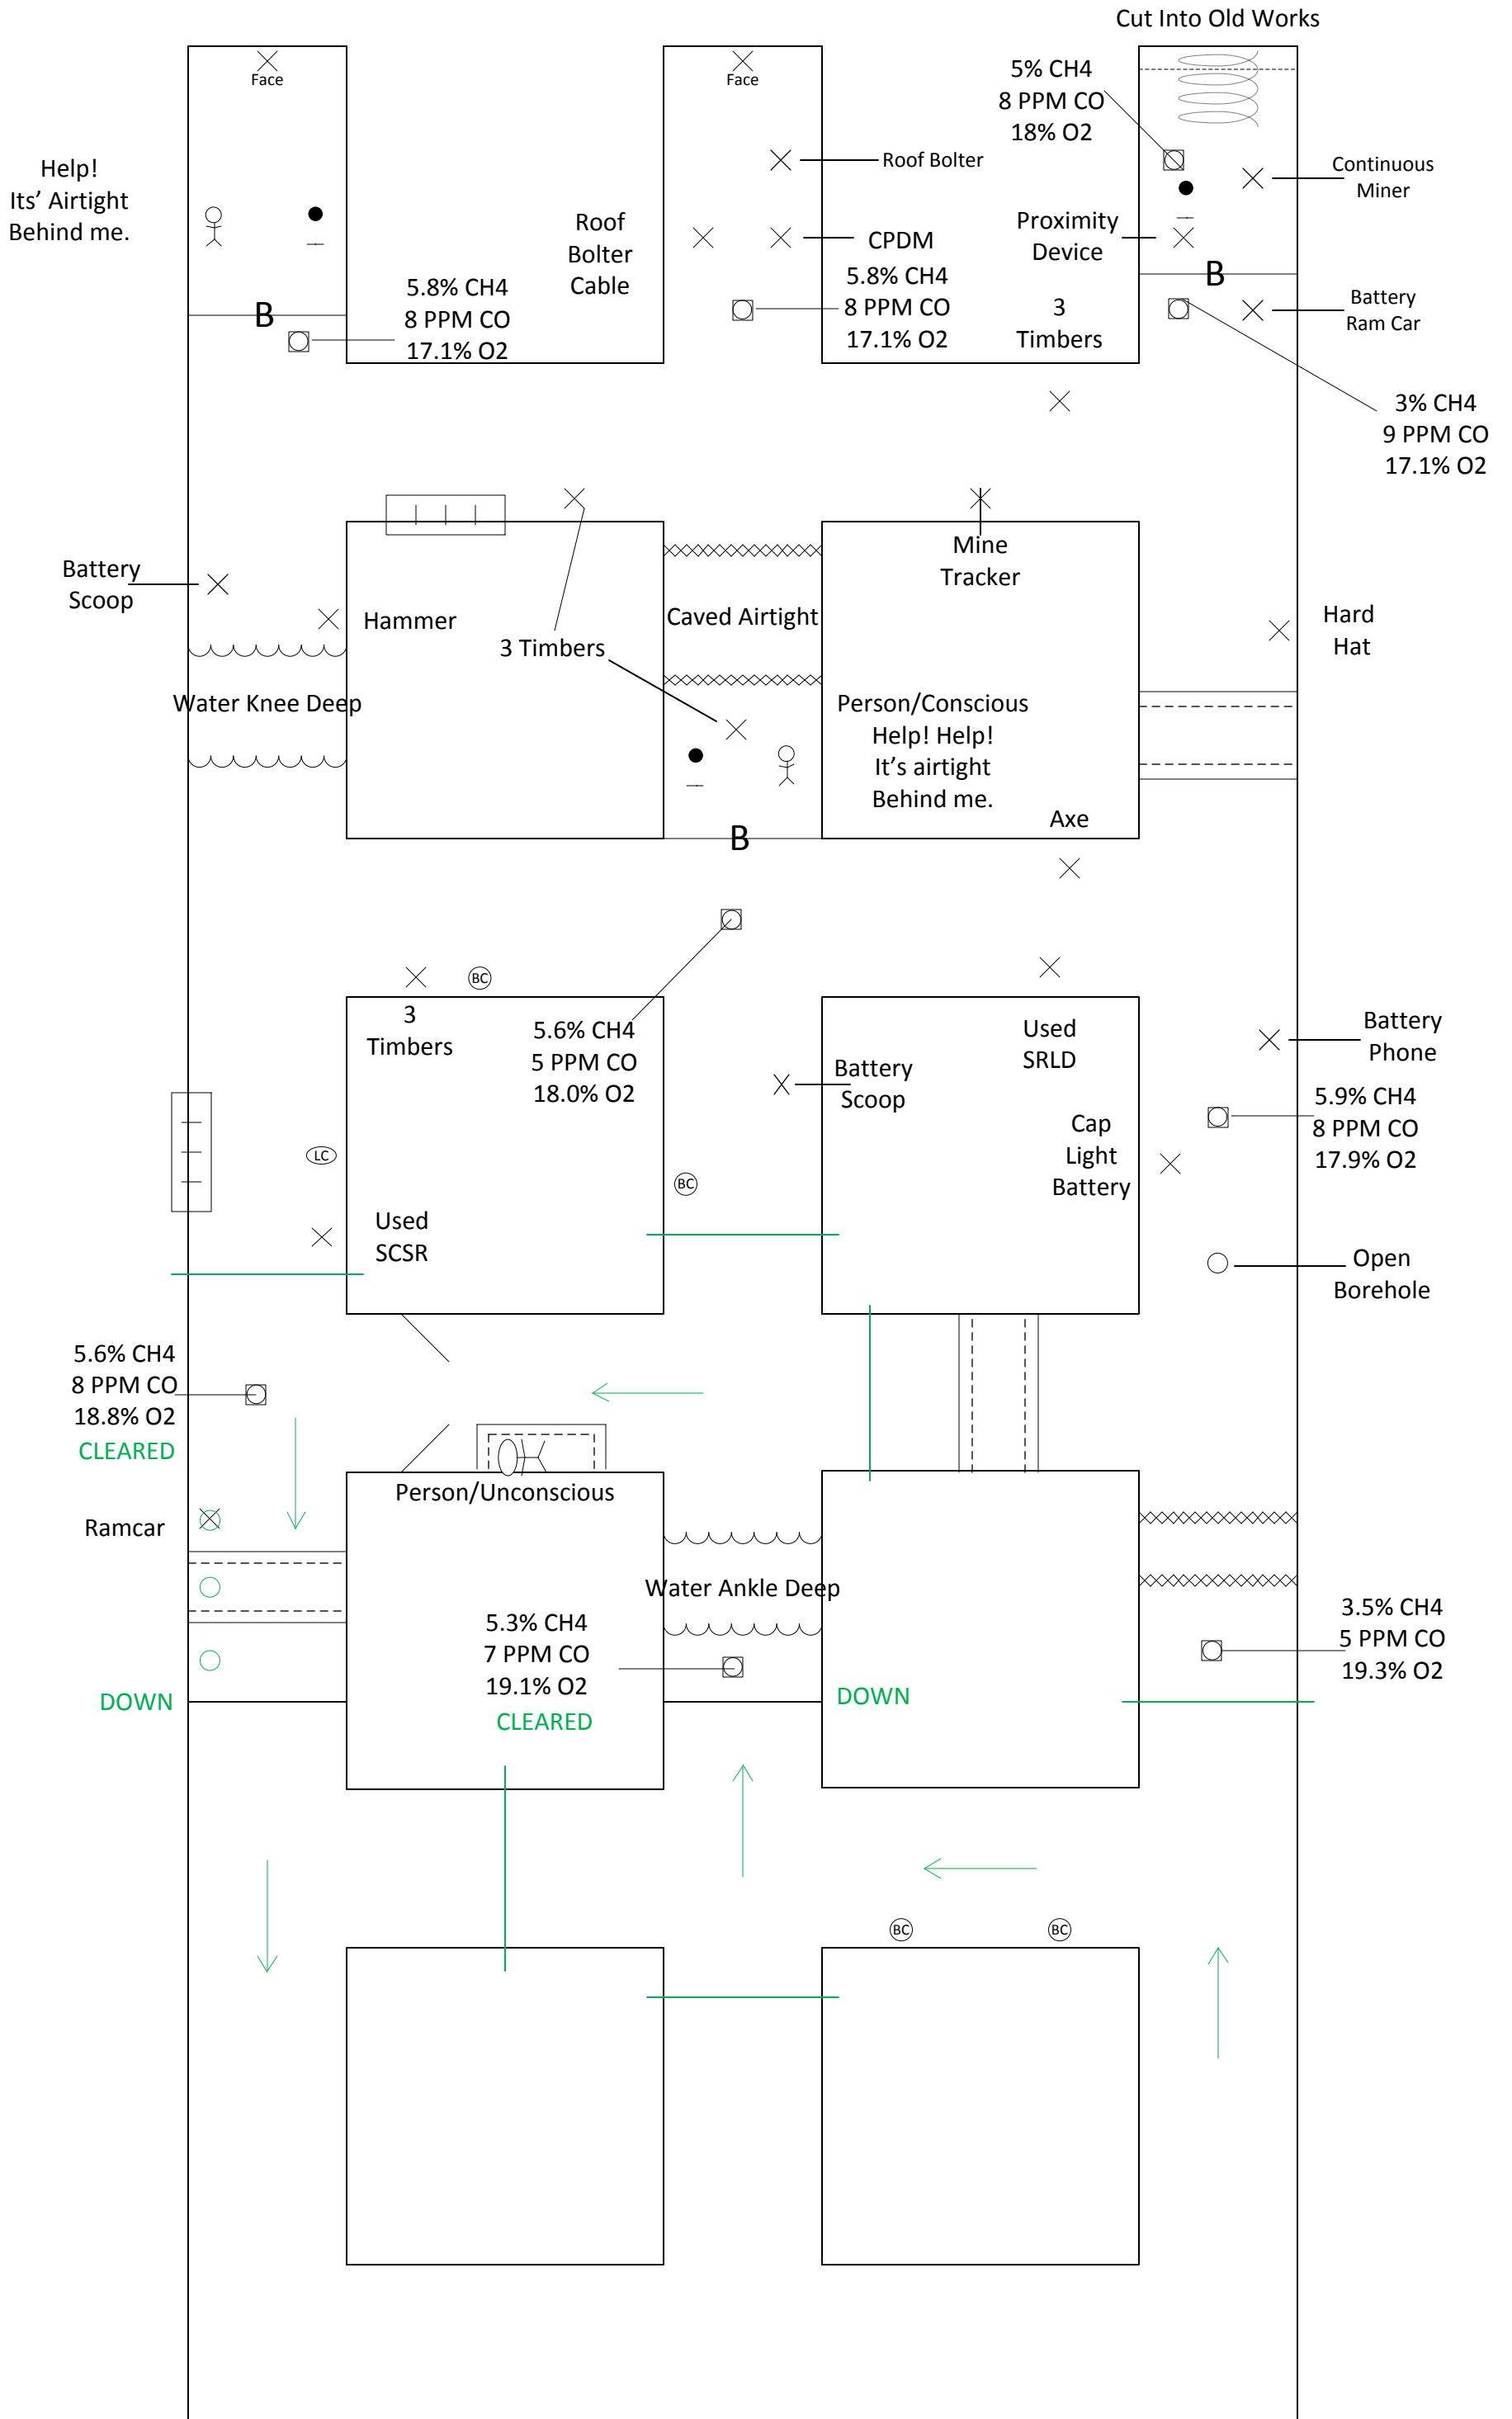 Cut Into Old Works
Face
Face
5% CH4
8 PPM CO
18% O2
Help!
Its' Airtight
Behind me.
Roof Bolter
Continuous
Miner
Roof
Bolter
Cable
CPDM
Proximity
Device
5.8% CH4
8 PPM CO
17.1% O2
B
5.8% CH4
8 PPM CO
17.1% O2
3
Timbers
B
Battery
Ram Car
3% CH4
9 PPM CO
17.1% O2
Battery
Scoop
Hammer
3 Timbers
Caved Airtight
Mine
Tracker
Hard
Hat
Water Knee Deep
Person/Conscious
Help! Help!
It's airtight
Behind me.
B
Axe
BC
3
Timbers
5.6% CH4
5 PPM CO
18.0% O2
Used
SRLD
Battery
Phone
Battery
Scoop
5.9% CH4
8 PPM CO
17.9% O2
Cap
Light
Battery
LC
BC
Used
SCSR
Open
Borehole
5.6% CH4
8 PPM CO
18.8% O2
CLEARED
Person/Unconscious
Ramcar
Water Ankle Deep
5.3% CH4
7 PPM CO
19.1% O2
CLEARED
3.5% CH4
5 PPM CO
19.3% O2
DOWN
DOWN
BC
BC